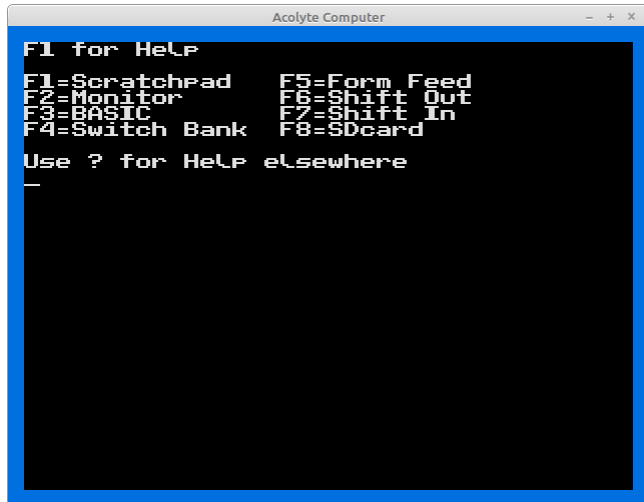 Acolyte Computer
F1 for Help
F1=Scratchpad F5=Form Feed
F2=Monitor F6=Shift Out
F3=BASIC F7=Shift In
F4=Switch Bank F8=SDcard
Use ? for Help elsewhere